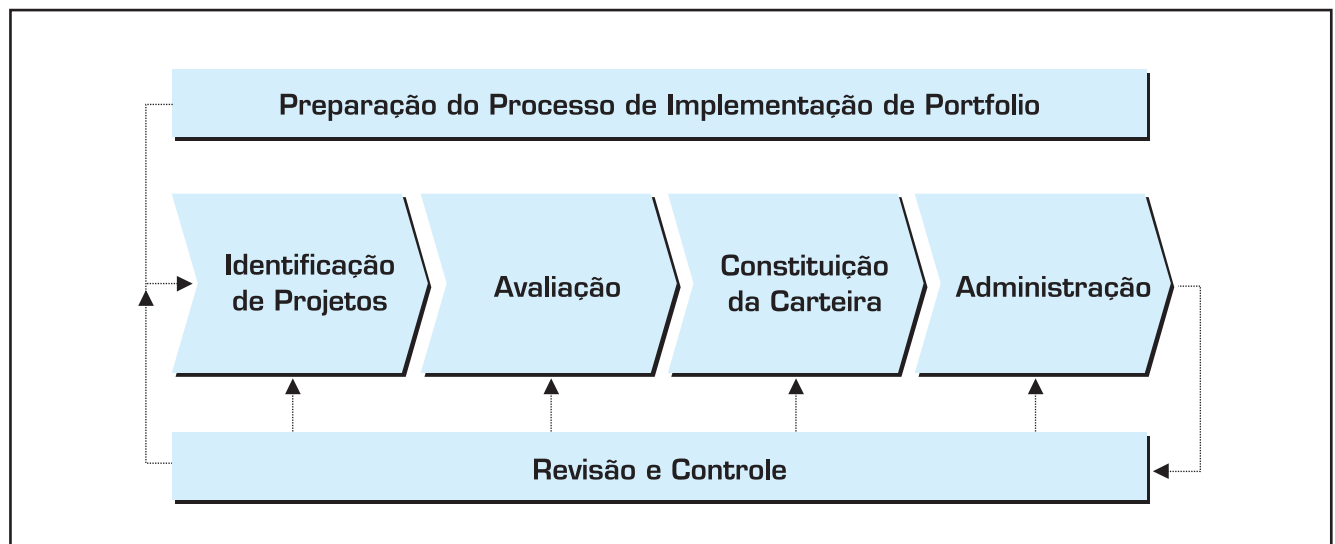 Preparação do Processo de Implementação de Portfolio
Identificação
de Projetos
Avaliação
Constituição
da Carteira
Administração
Revisão e Controle